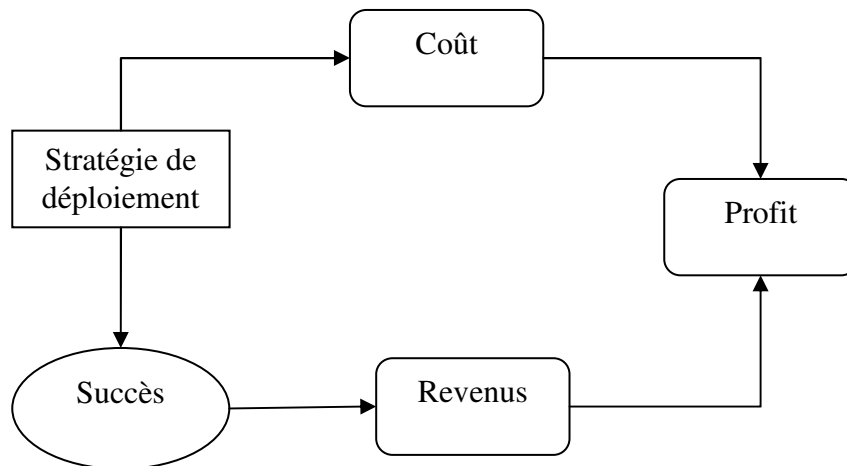 Coût
Stratégie de
déploiement
Profit
Succès
Revenus